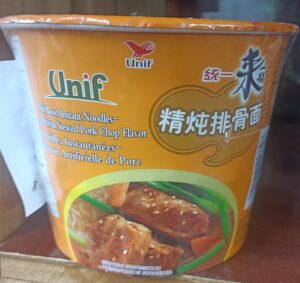 Unif
统一
来
Unif
Bowl Instant Noodles-
Stewed Pork Chop Flavor
精炖排骨面
Instantanées-
Artificielle de Porc